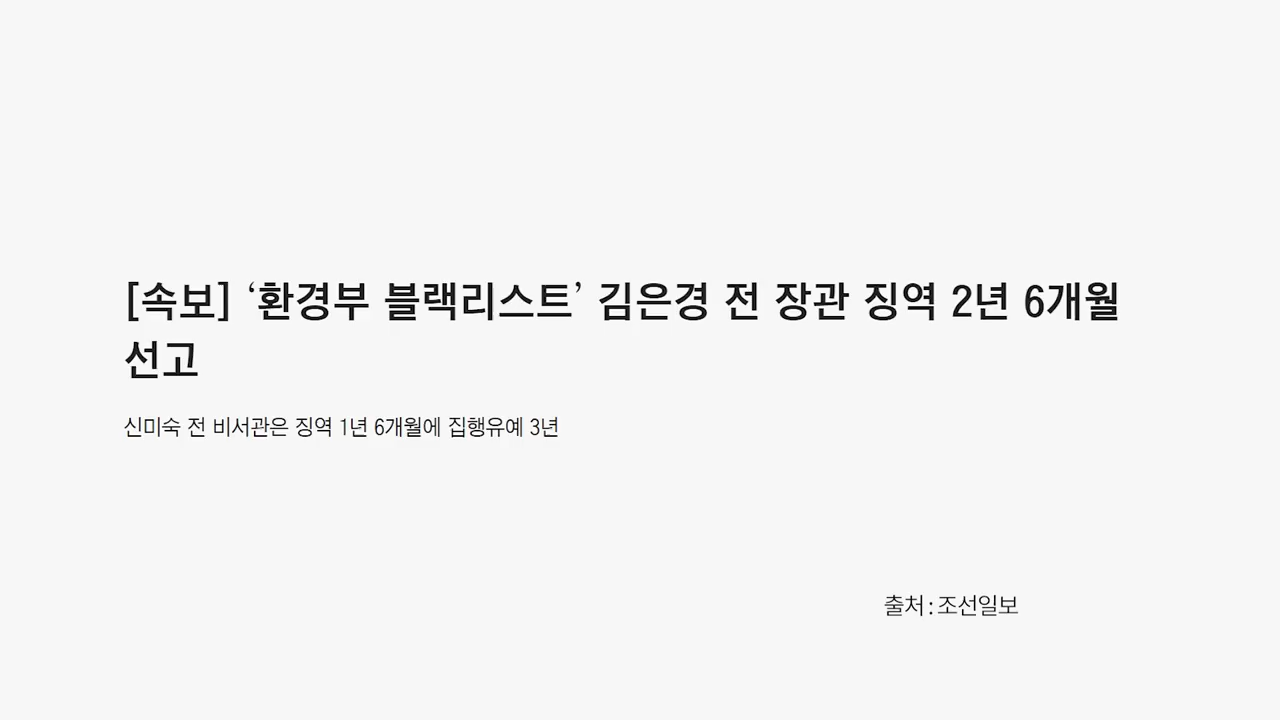 [속보] ‘환경부 블랙리스트’ 김은경 전 장관 징역 2년 6개월
선고
신미숙 전 비서관은 징역 1년 6개월에 집행유예 3년
출처 : 조선일보